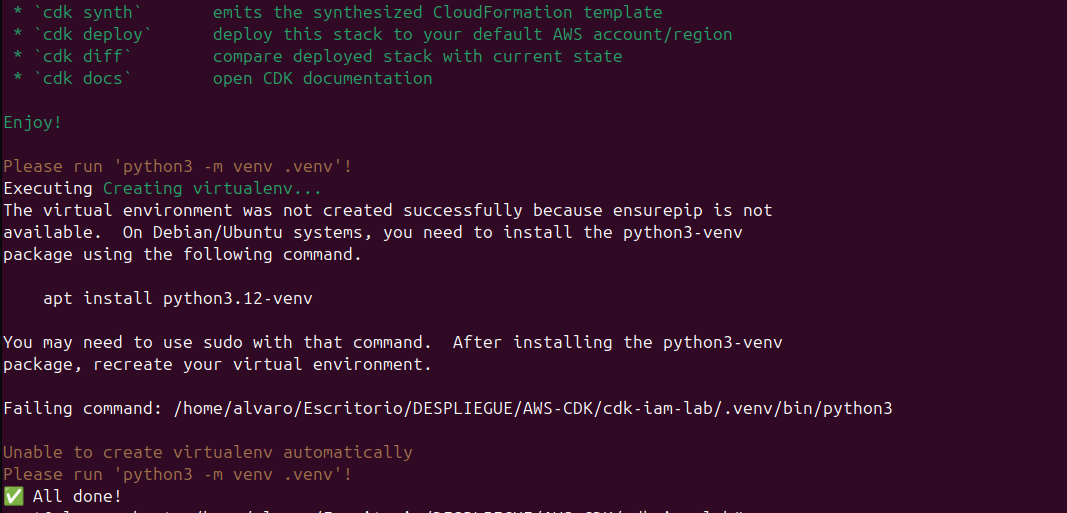 * `cdk synth`       emits the synthesized CloudFormation template
* `cdk deploy`      deploy this stack to your default AWS account/region
* `cdk diff`        compare deployed stack with current state
* `cdk docs`        open CDK documentation
Enjoy!
Please run 'python3 -m venv .venv'!
Executing Creating virtualenv...
The virtual environment was not created successfully because ensurepip is not
available.  On Debian/Ubuntu systems, you need to install the python3-venv
package using the following command.
apt install python3.12-venv
You may need to use sudo with that command.  After installing the python3-venv
package, recreate your virtual environment.
Failing command: /home/alvaro/Escritorio/DESPLIEGUE/AWS-CDK/cdk-iam-lab/.venv/bin/python3
Unable to create virtualenv automatically
Please run 'python3 -m venv .venv'!
✅ All done!